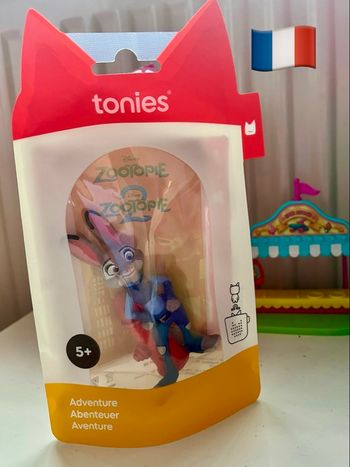 tonies®
Disney
ZOOTOPIE
ZOOTOPIE
2
5+
Adventure
Abenteuer
Aventure